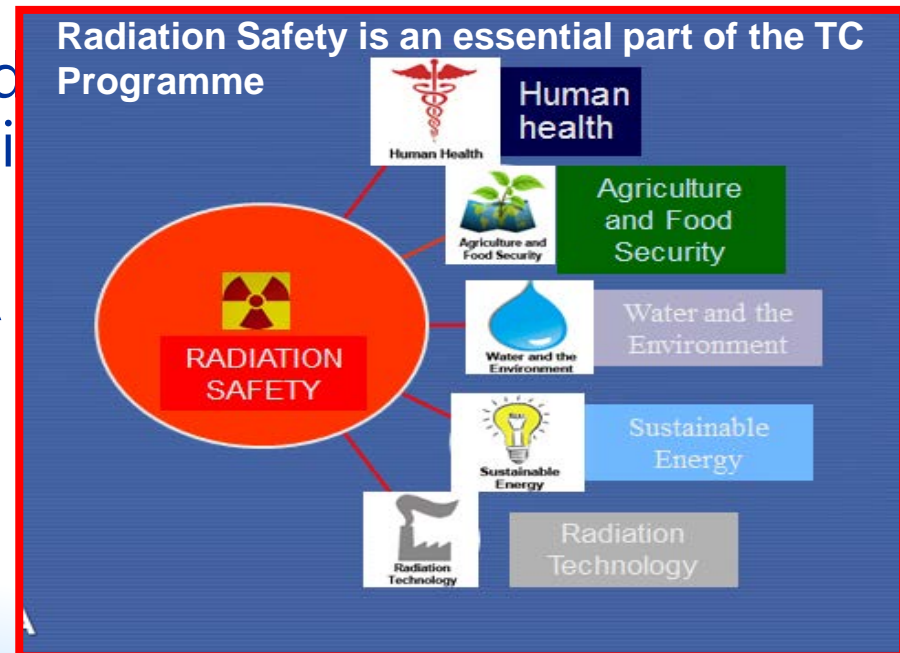 Radiation Safety is an essential part of the TC
Programme
Human Health
Human
health
Agriculture and
Food Security
Agriculture
and Food
Security
RADIATION
SAFETY
Water and the
Environment
Water and the
Environment
Sustainable
Energy
Sustainable
Energy
Radiation
Technology
Radiation
Technology